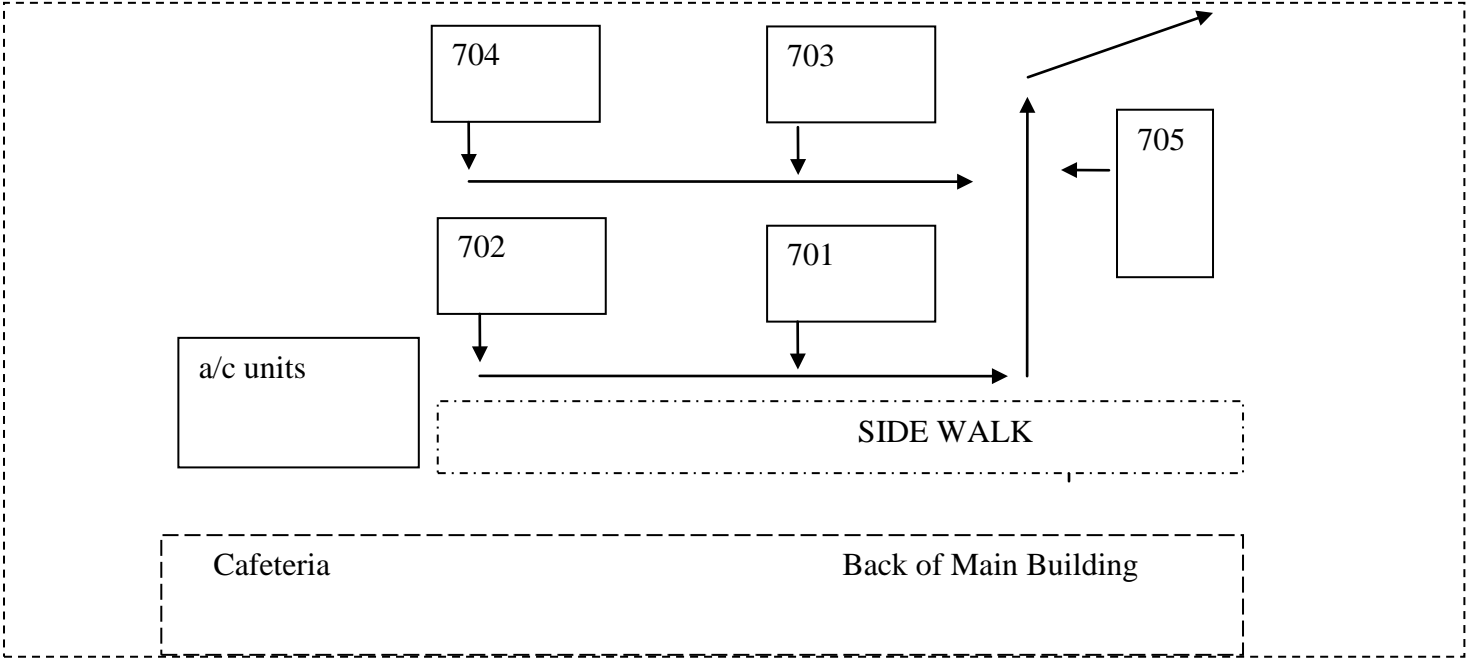 704
703
705
702
701
a/c units
SIDE WALK
Cafeteria
Back of Main Building